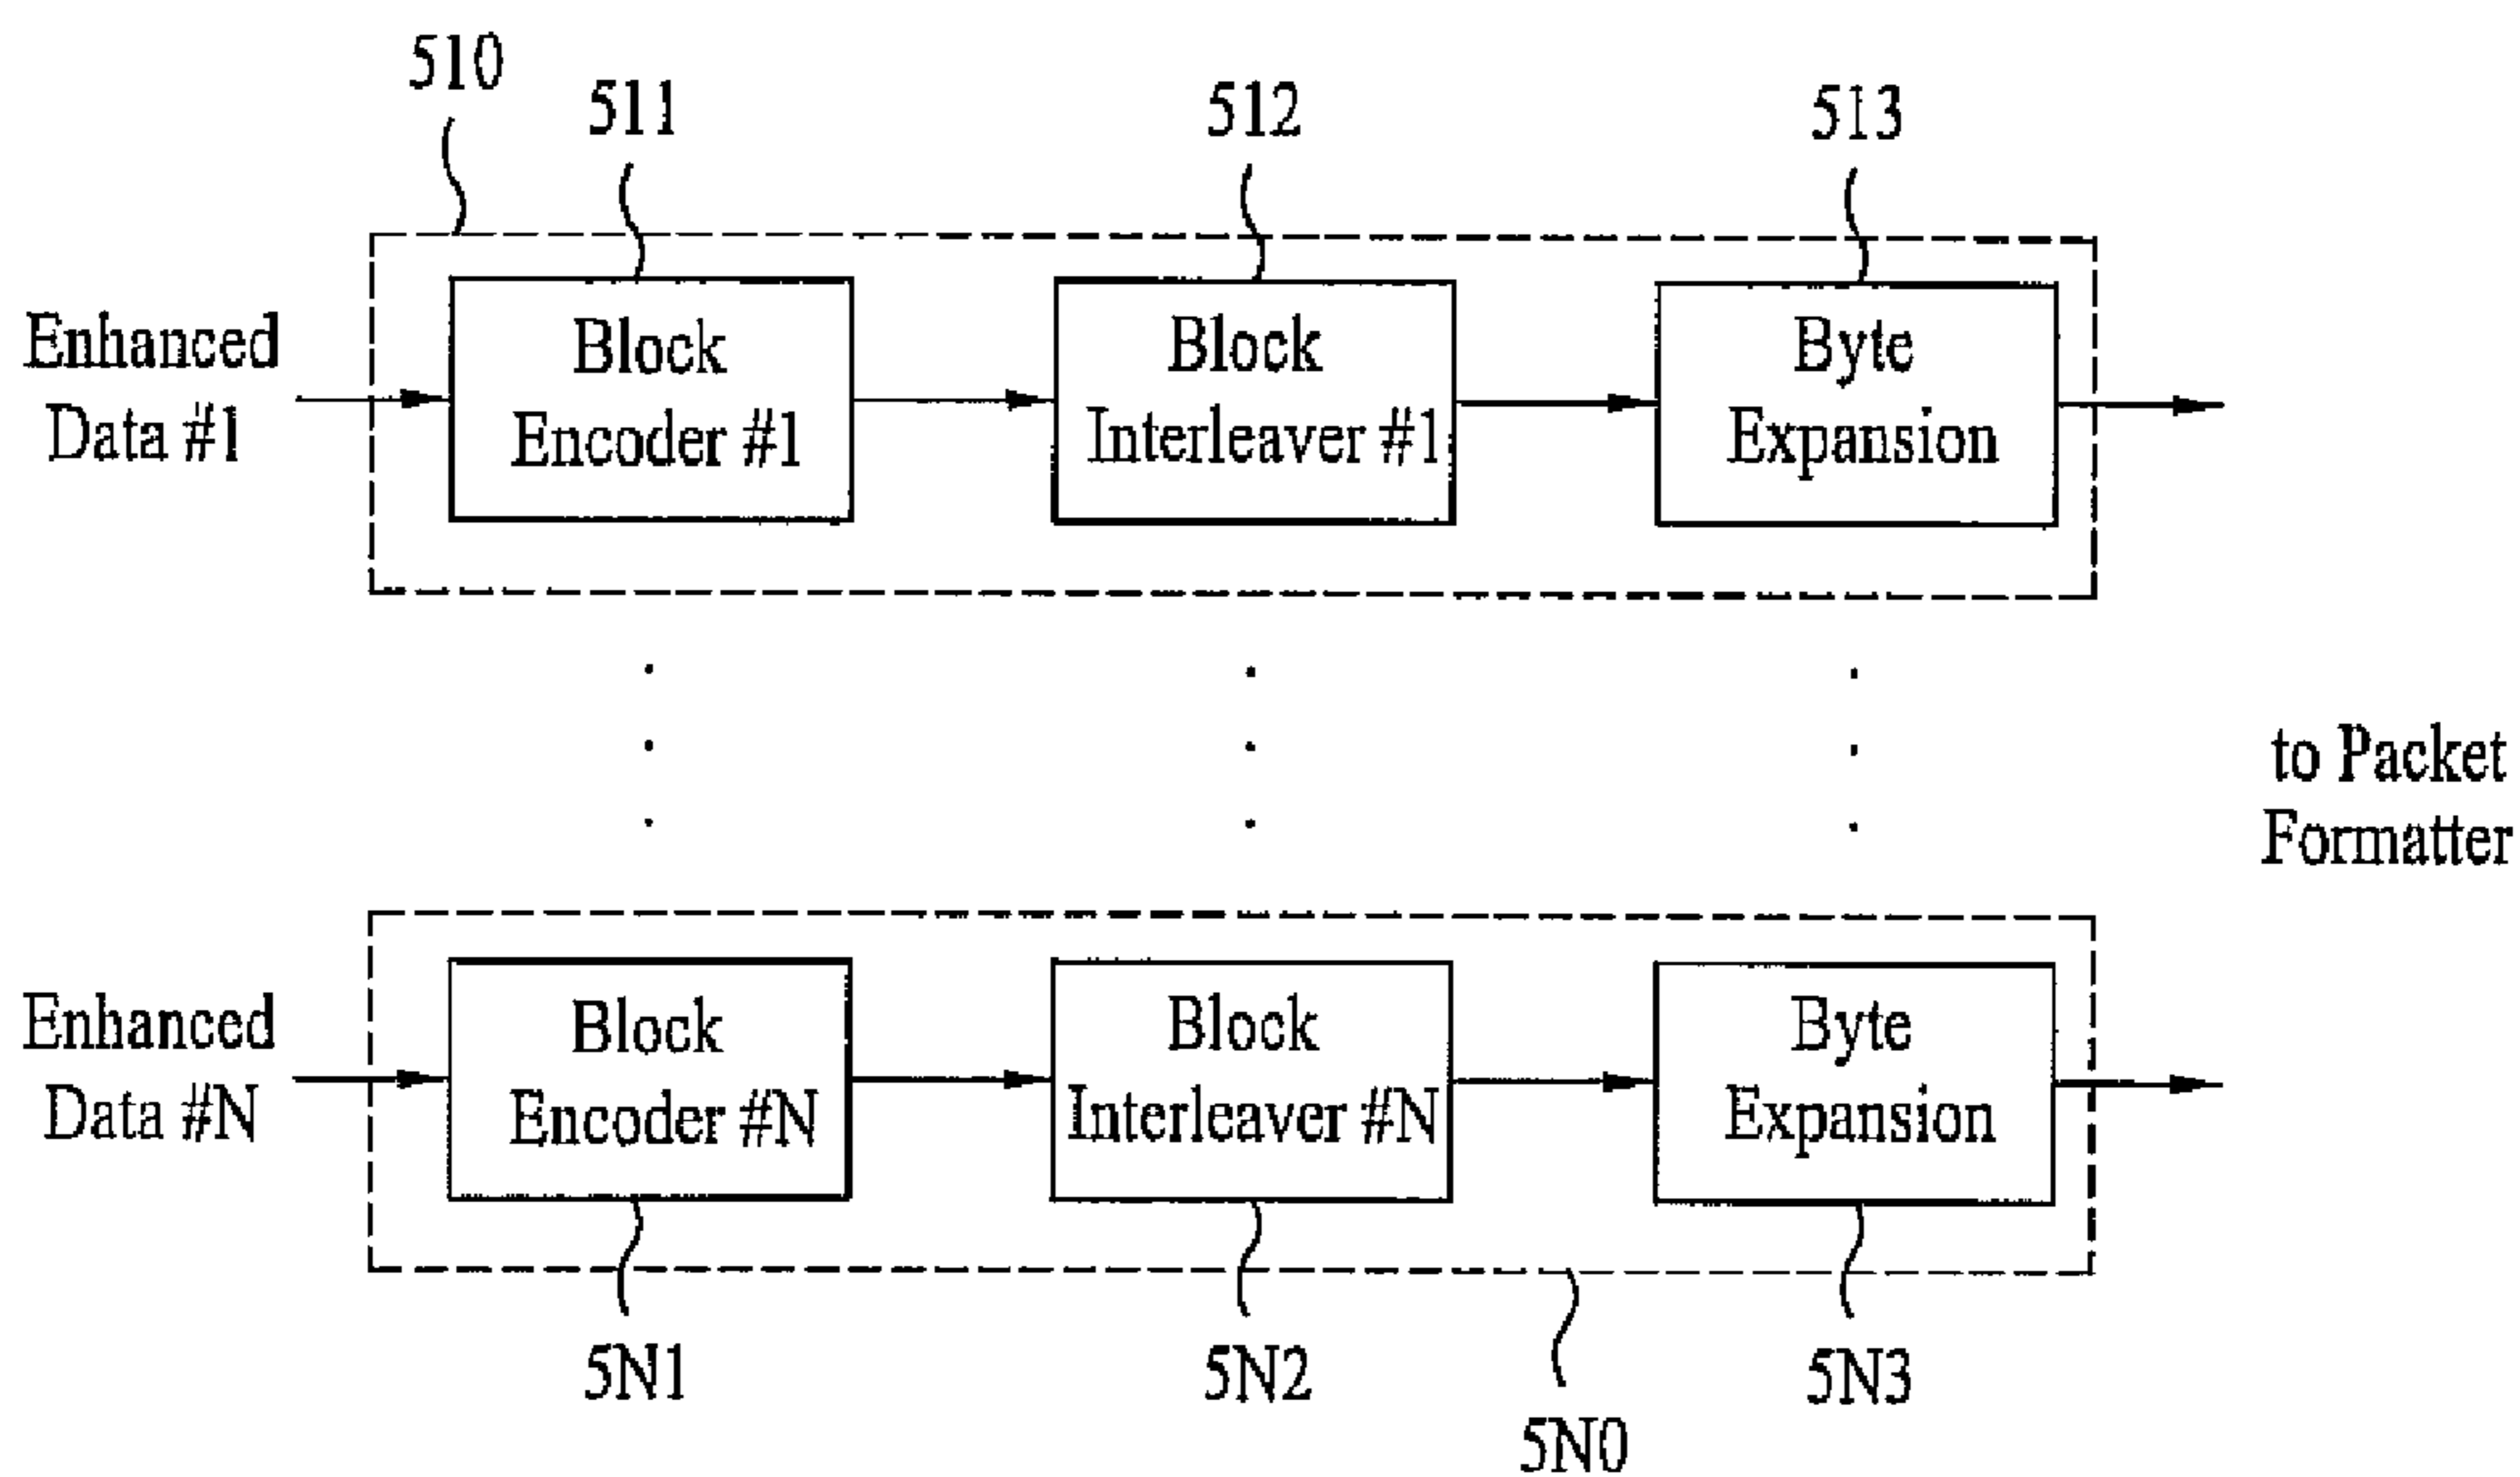 510
511
512
513
Enhanced
Data #1
Block
Encoder #1
Block
Interleaver #1
Byte
Expansion
to Packet
Formatter
Enhanced
Data #N
Block
Encoder #N
Block
Interleaver #N
Byte
Expansion
5N1
5N2
5N3
5N0